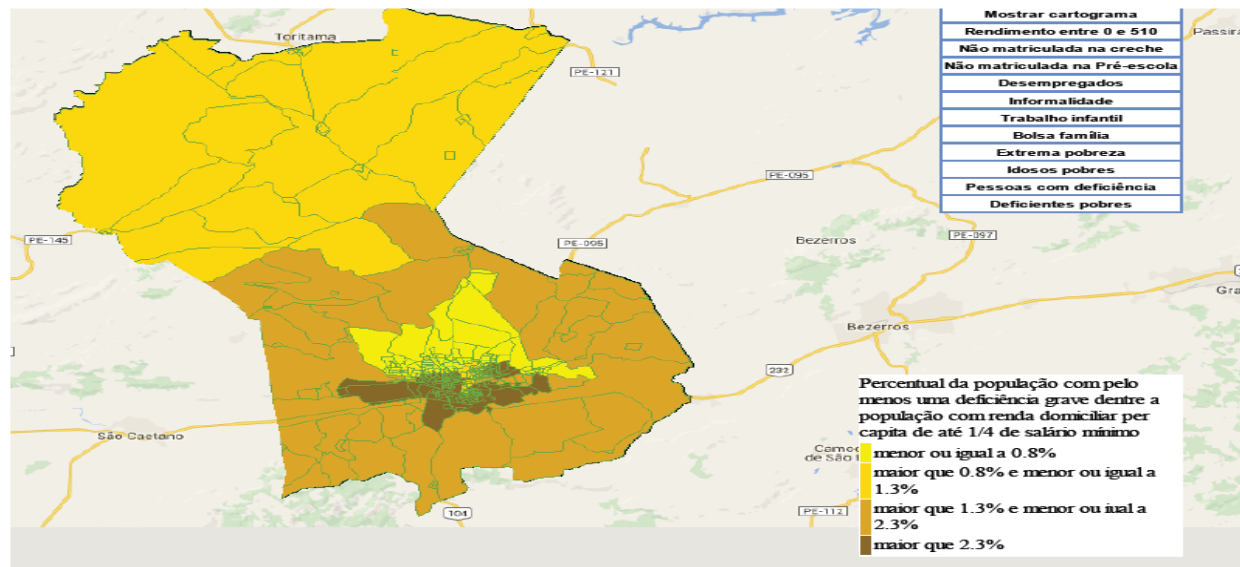 Mostrar cartograma
Rendimento entre 0 e 510
Não matriculada na creche
Não matriculada na Pré-escola
Desempregados
Informalidade
Trabalho infantil
Bolsa família
Extrema pobreza
Idosos pobres
Pessoas com deficiência
Deficientes pobres
Toritama
Passira
PE-121
PE-095
PE-145
PE-095
Bezerros
PE-097
Gra
Bezerros
232
São Caetano
Camoc
de São F
104
PE-112
Percentual da população com pelo
menos uma deficiência grave dentre a
população com renda domiciliar per
capita de até 1/4 de salário mínimo
menor ou igual a 0.8%
maior que 0.8% e menor ou igual a
1.3%
maior que 1.3% e menor ou iual a
2.3%
maior que 2.3%